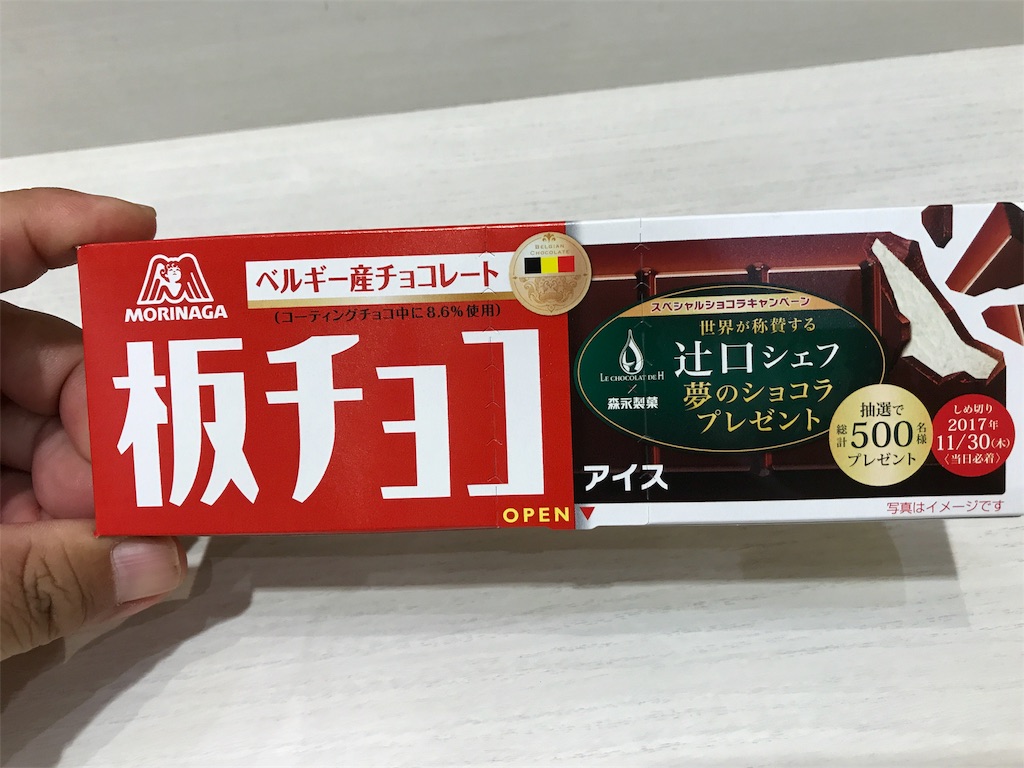 MORINAGA
ベルギー産チョコレート
(コーティングチョコ中に8.6%使用)
BELGIAN
CHOCOLATE
板チョコ
アイス
OPEN
スペシャルショコラキャンペーン
世界が称賛する
辻口シェフ
夢のショコラ
プレゼント
LE CHOCOLAT DE H
×
森永製菓
抽選で
総計500名様
プレゼント
しめ切り
2017年
11/30(木)
〈当日必着〉
写真はイメージです